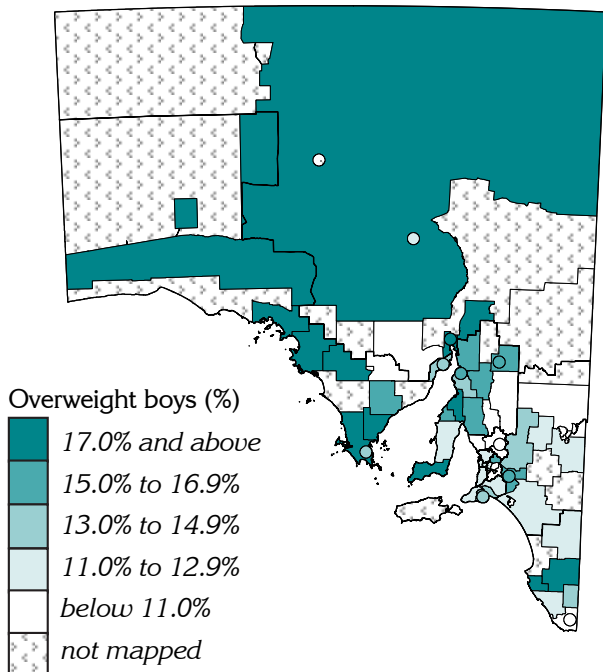 Overweight boys (%)
17.0% and above
15.0% to 16.9%
13.0% to 14.9%
11.0% to 12.9%
below 11.0%
not mapped